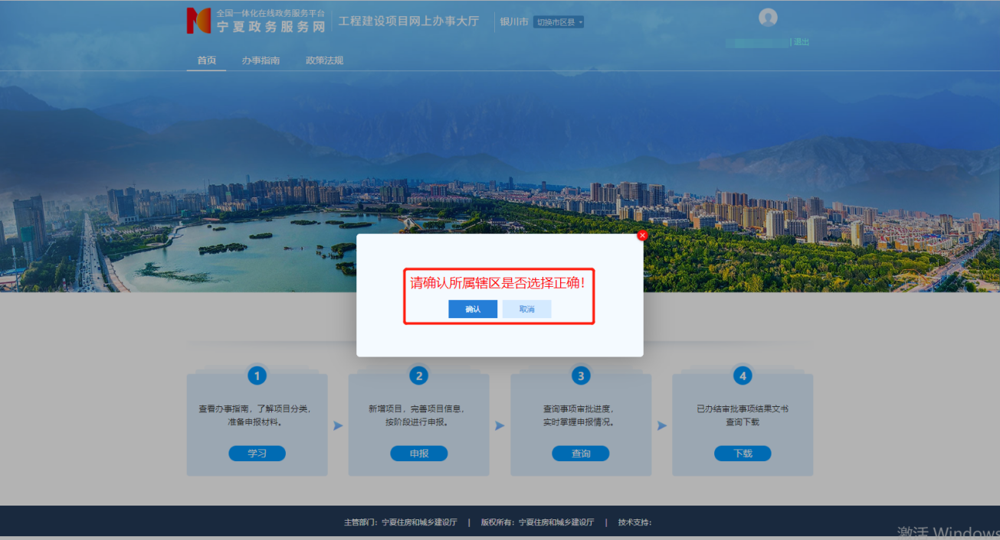 全国一体化在线政务服务平台
宁夏政务服务网
工程建设项目网上办事大厅
银川市 切换市区县
退出
首页 办事指南 政策法规
请确认所属辖区是否选择正确！
确认 取消
1
查看办事指南，了解项目分类，
准备申报材料。
学习
2
新增项目，完善项目信息，
按阶段进行申报。
申报
3
查询事项审批进度，
实时掌握申报情况。
查询
4
已办结审批事项结果文书
查询下载
下载
主管部门：宁夏住房和城乡建设厅 | 版权所有：宁夏住房和城乡建设厅 | 技术支持：
激活 Windows